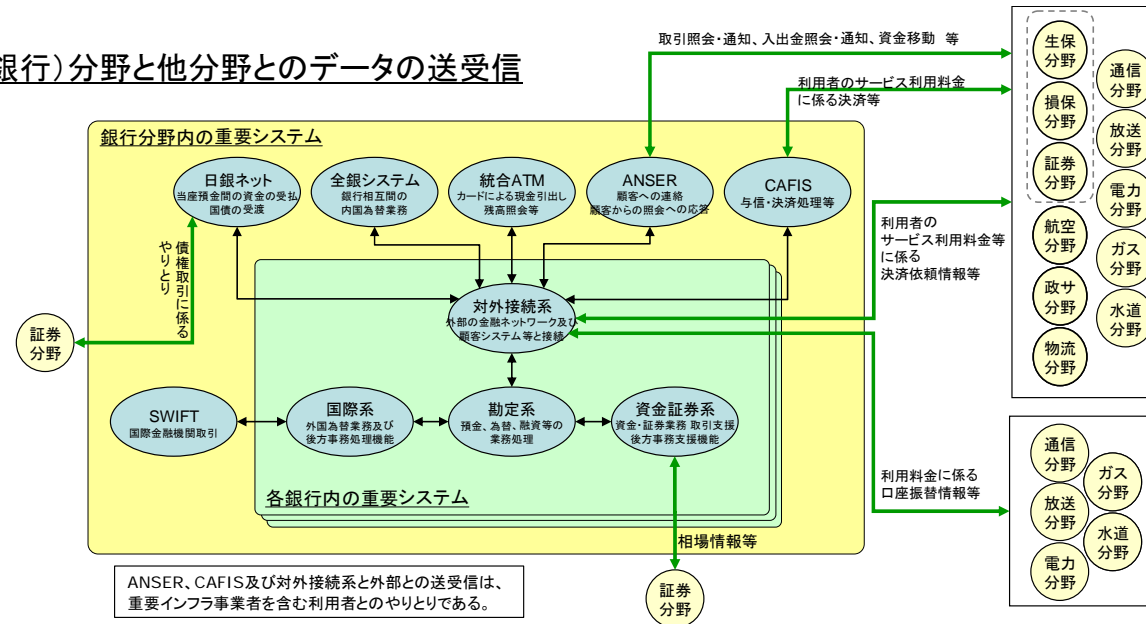 銀行)分野と他分野とのデータの送受信
取引照会・通知、入出金照会・通知、資金移動 等
利用者のサービス利用料金
に係る決済等
銀行分野内の重要システム
日銀ネット
当座預金間の資金の受払
国債の受渡
全銀システム
銀行相互間の
内国為替業務
統合ATM
カードによる現金引出し
残高照会等
ANSER
顧客への連絡
顧客からの照会への応答
CAFIS
与信・決済処理等
債権取引に係る
やりとり
証券
分野
対外接続系
外部の金融ネットワーク及び
顧客システム等と接続
利用者の
サービス利用料金等
に係る
決済依頼情報等
SWIFT
国際金融機関取引
国際系
外国為替業務及び
後方事務処理機能
勘定系
預金、為替、融資等の
業務処理
資金証券系
資金・証券業務 取引支援
後方事務支援機能
各銀行内の重要システム
利用料金に係る
口座振替情報等
相場情報等
証券
分野
ANSER、CAFIS及び対外接続系と外部との送受信は、
重要インフラ事業者を含む利用者とのやりとりである。
生保
分野
損保
分野
証券
分野
航空
分野
政サ
分野
物流
分野
通信
分野
放送
分野
電力
分野
ガス
分野
水道
分野
通信
分野
放送
分野
電力
分野
ガス
分野
水道
分野